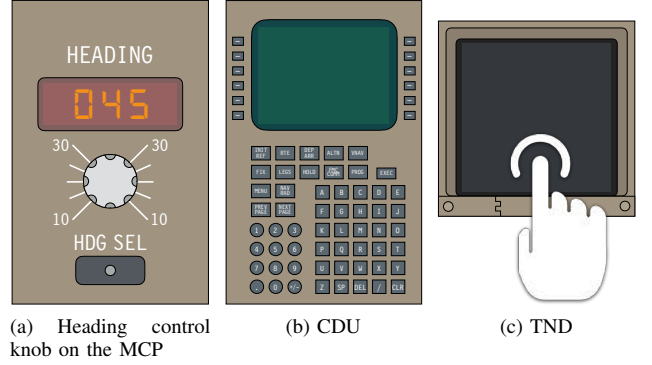 HEADING
045
30 30
10 10
HDG SEL
INIT REF RTE DEP ARR ALTN VNAV
FIX LEGS HOLD FMC COMM PROG EXEC
MENU NAV RAD
PREV PAGE NEXT PAGE
A B C D E
F G H I J
K L M N O
P Q R S T
U V W X Y
Z SP DEL / CLR
1 2 3
4 5 6
7 8 9
. 0 +/-
(a) Heading control
knob on the MCP
(b) CDU
(c) TND